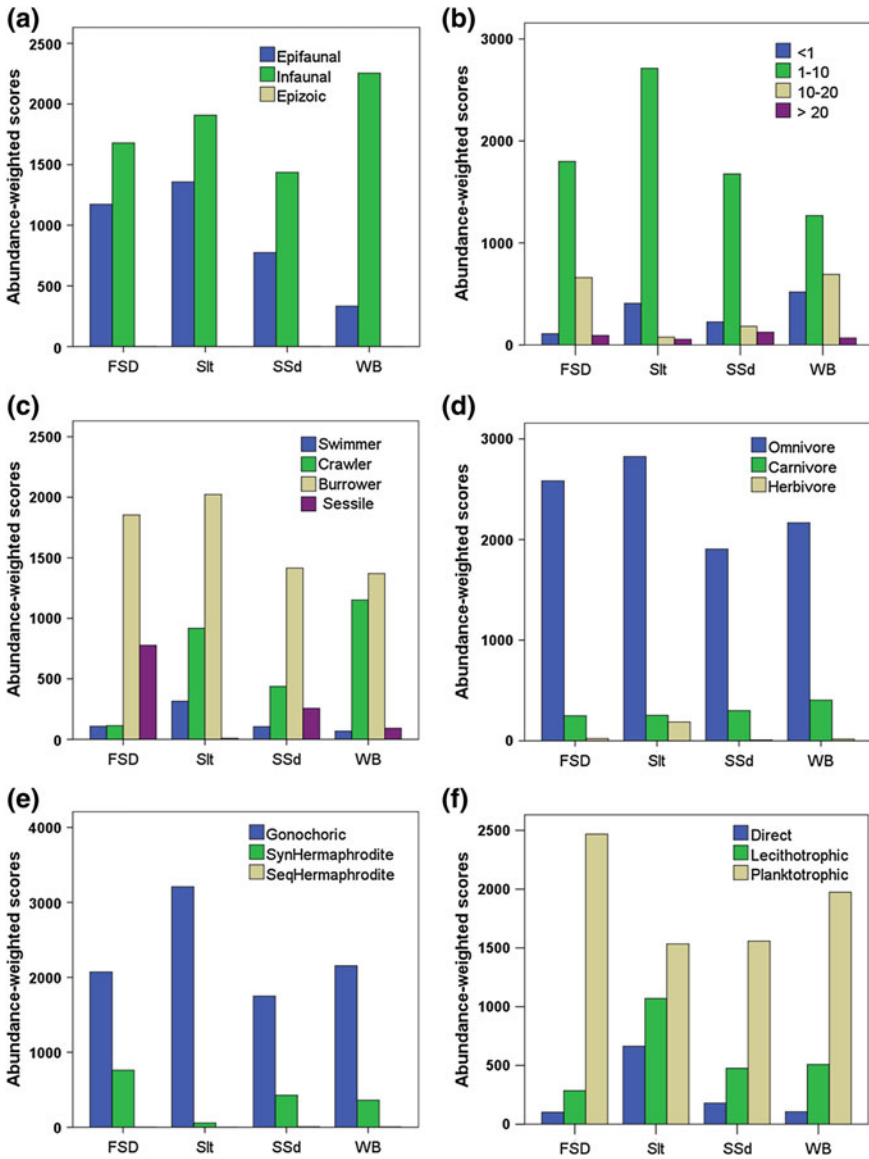 (a)
Abundance-weighted scores
2500
2000
1500
1000
500
0
Epifaunal
Infaunal
Epizoic
FSD Slt SSd WB
(b)
Abundance-weighted scores
3000
2000
1000
0
<1
1-10
10-20
> 20
FSD Slt SSd WB
(c)
Abundance-weighted scores
2500
2000
1500
1000
500
0
Swimmer
Crawler
Burrower
Sessile
FSD Slt SSd WB
(d)
Abundance-weighted scores
3000
2000
1000
0
Omnivore
Carnivore
Herbivore
FSD Slt SSd WB
(e)
Abundance-weighted scores
4000
3000
2000
1000
0
Gonochoric
SynHermaphrodite
SeqHermaphrodite
FSD Slt SSd WB
(f)
Abundance-weighted scores
2500
2000
1500
1000
500
0
Direct
Lecithotrophic
Planktotrophic
FSD Slt SSd WB